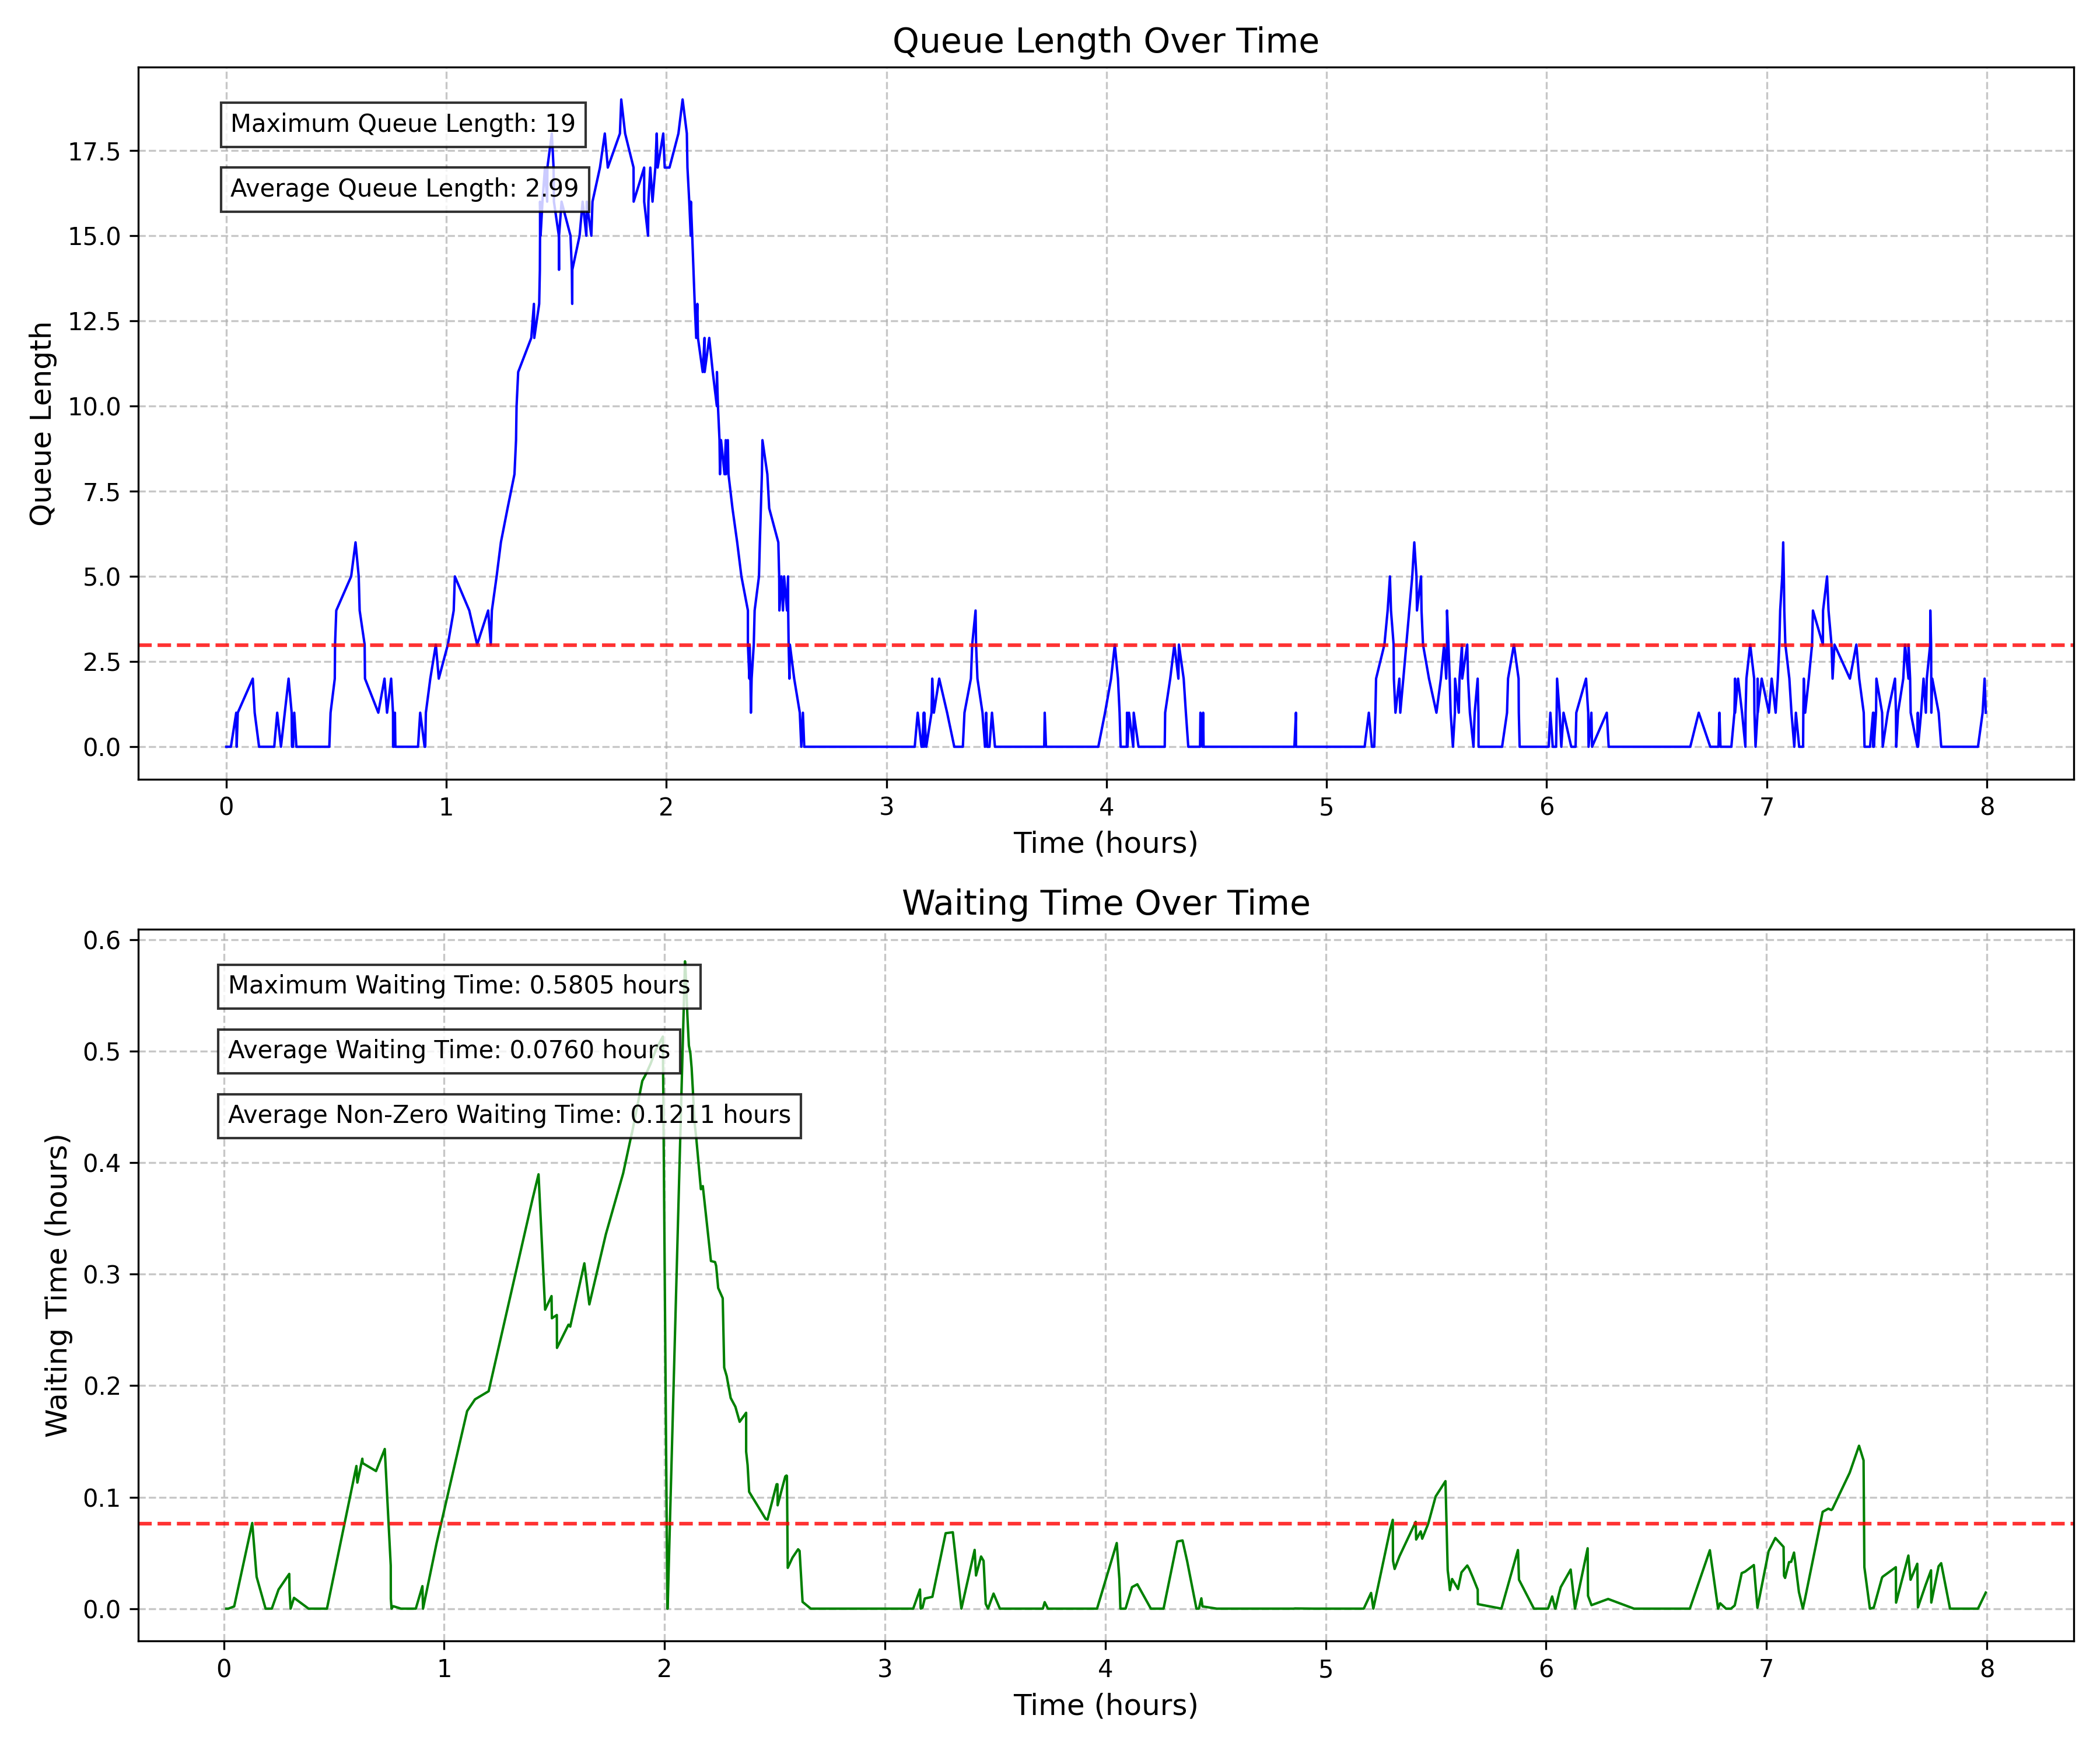 Queue Length Over Time
Maximum Queue Length: 19
Average Queue Length: 2.99
Queue Length
17.5
15.0
12.5
10.0
7.5
5.0
2.5
0.0
0 1 2 3 4 5 6 7 8
Time (hours)
Waiting Time Over Time
Maximum Waiting Time: 0.5805 hours
Average Waiting Time: 0.0760 hours
Average Non-Zero Waiting Time: 0.1211 hours
Waiting Time (hours)
0.6
0.5
0.4
0.3
0.2
0.1
0.0
0 1 2 3 4 5 6 7 8
Time (hours)